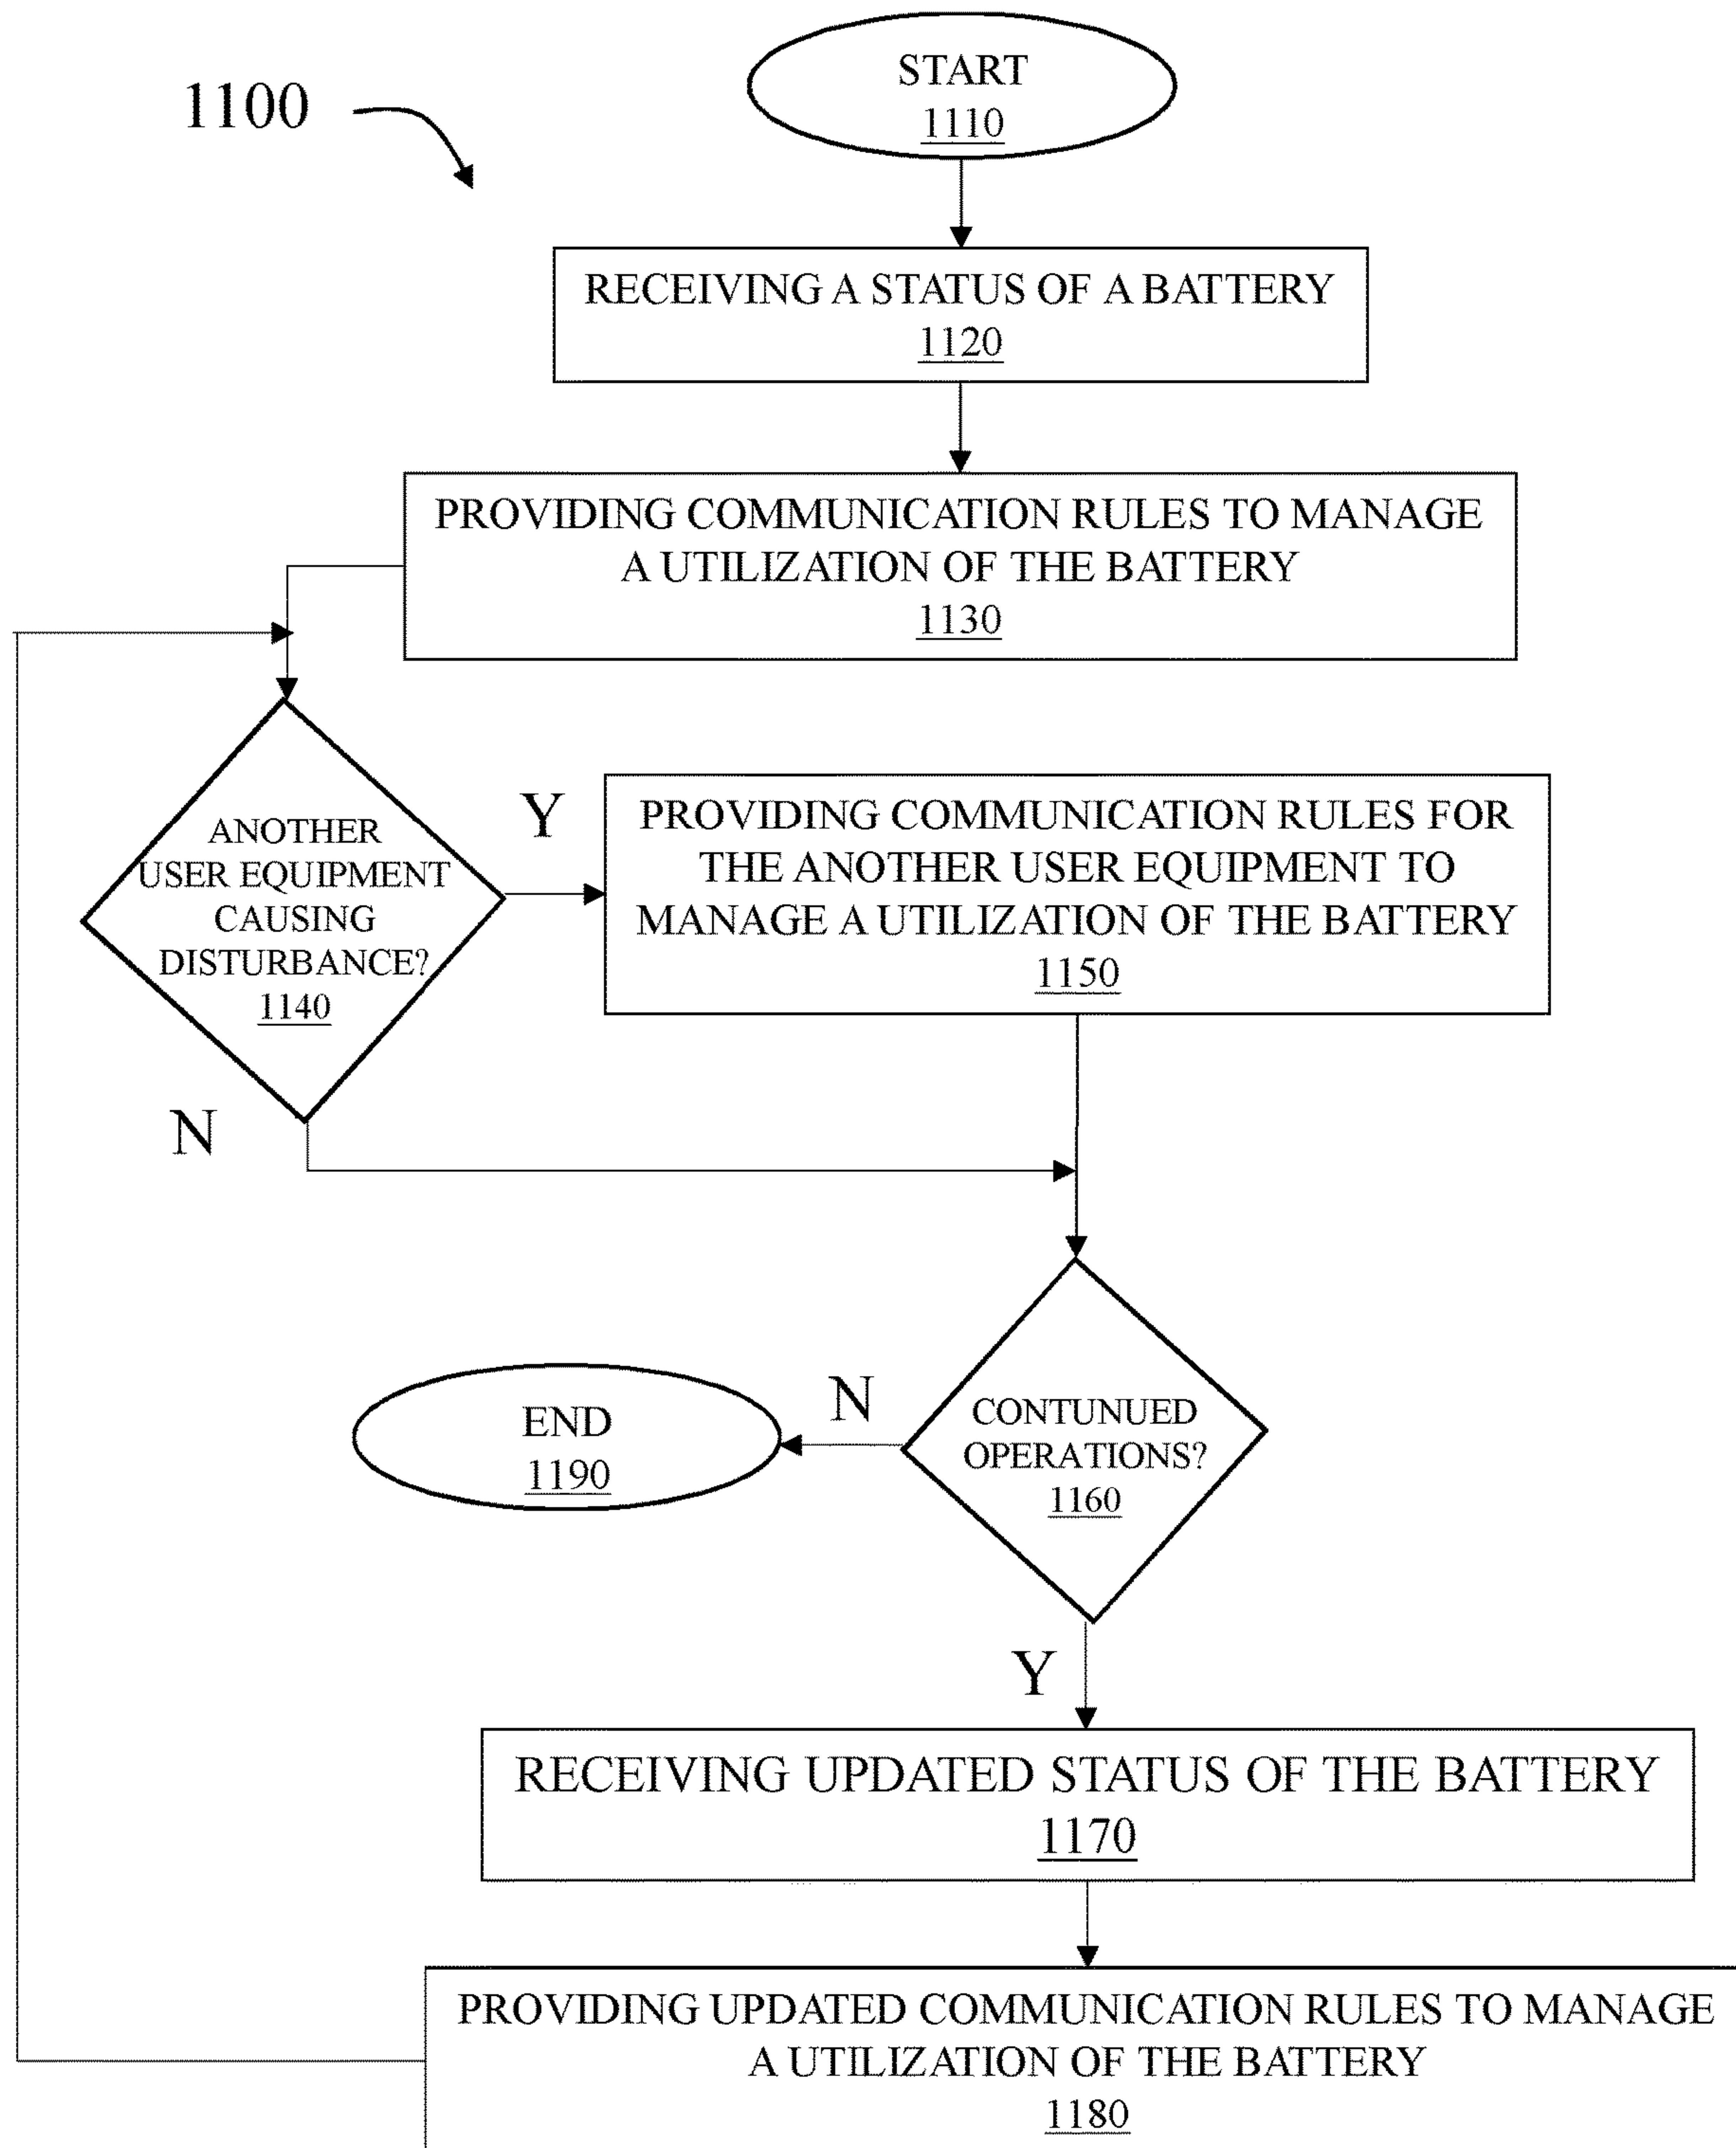 1100
START
1110
RECEIVING A STATUS OF A BATTERY
1120
PROVIDING COMMUNICATION RULES TO MANAGE
A UTILIZATION OF THE BATTERY
1130
ANOTHER
USER EQUIPMENT
CAUSING
DISTURBANCE?
1140
Y
PROVIDING COMMUNICATION RULES FOR
THE ANOTHER USER EQUIPMENT TO
MANAGE A UTILIZATION OF THE BATTERY
1150
N
CONTUNUED
OPERATIONS?
1160
N
END
1190
Y
RECEIVING UPDATED STATUS OF THE BATTERY
1170
PROVIDING UPDATED COMMUNICATION RULES TO MANAGE
A UTILIZATION OF THE BATTERY
1180